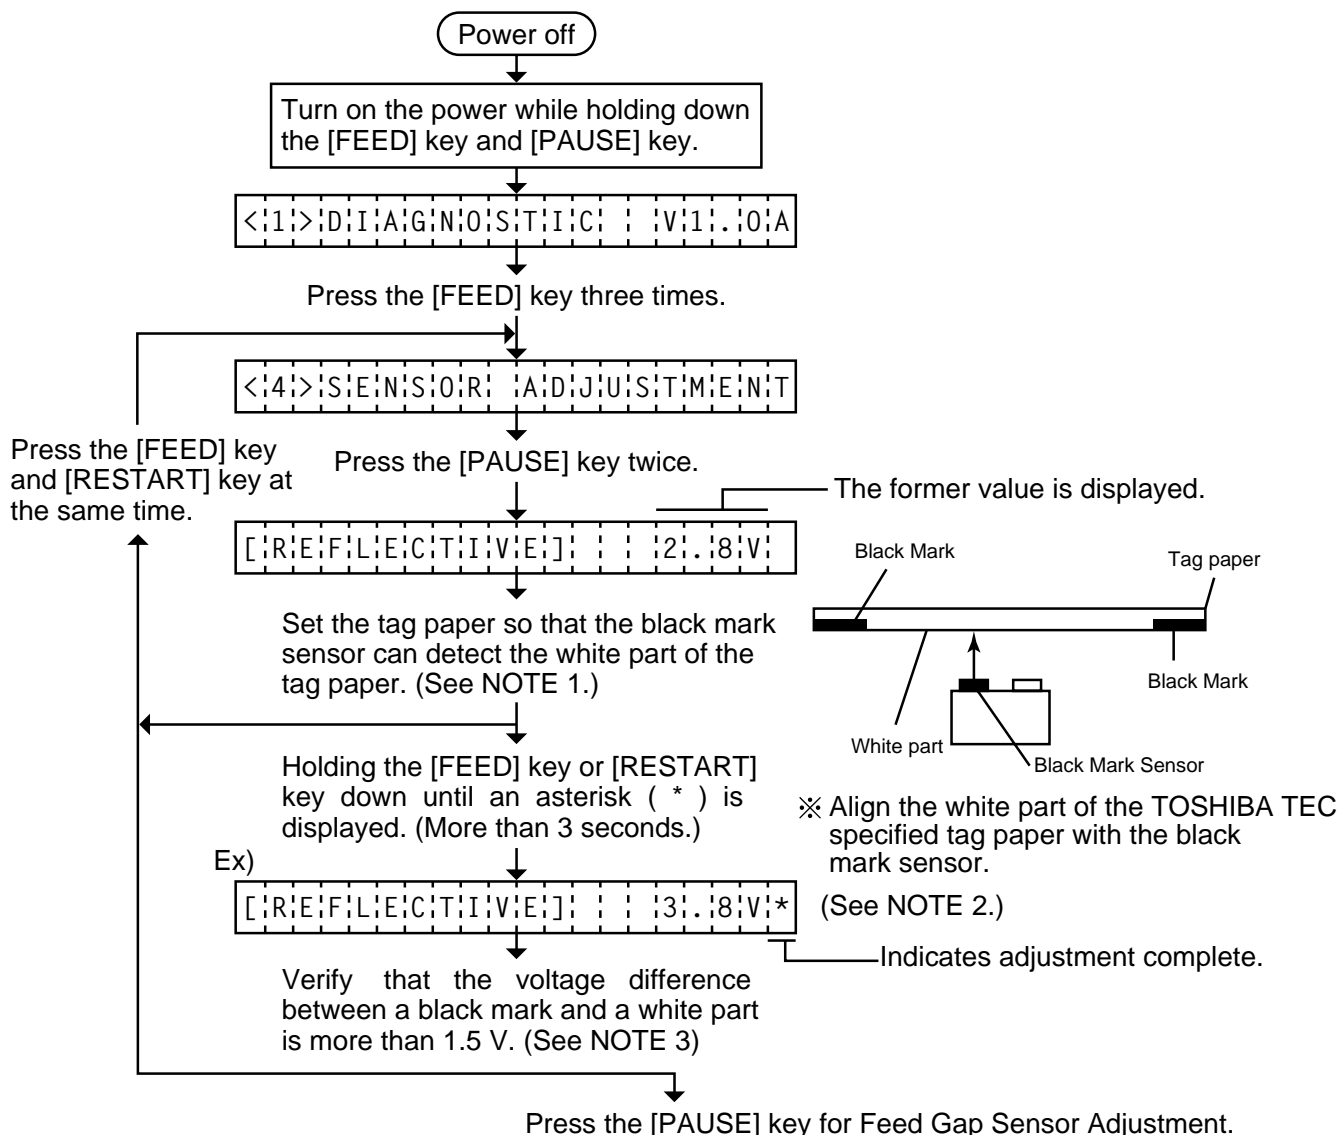 Power off
Turn on the power while holding down
the [FEED] key and [PAUSE] key.
<1>DIAGNOSTIC  V1.0A
Press the [FEED] key three times.
<4>SENSOR ADJUSTMENT
Press the [FEED] key
and [RESTART] key at
the same time.
Press the [PAUSE] key twice.
The former value is displayed.
[REFLECTIVE]   2.8V
Black Mark
Tag paper
Set the tag paper so that the black mark
sensor can detect the white part of the
tag paper. (See NOTE 1.)
Black Mark
White part
Black Mark Sensor
Holding the [FEED] key or [RESTART]
key down until an asterisk ( * ) is
displayed. (More than 3 seconds.)
※ Align the white part of the TOSHIBA TEC
specified tag paper with the black
mark sensor.
(See NOTE 2.)
Ex)
[REFLECTIVE]   3.8V*
Indicates adjustment complete.
Verify that the voltage difference
between a black mark and a white part
is more than 1.5 V. (See NOTE 3)
Press the [PAUSE] key for Feed Gap Sensor Adjustment.